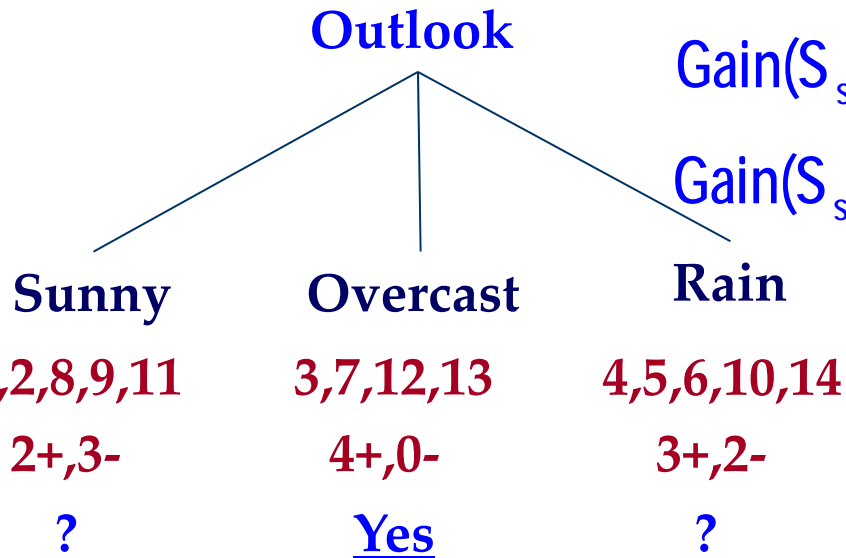 Outlook
Gain(S s
Gain(S s
Sunny
Overcast
Rain
,2,8,9,11
3,7,12,13
4,5,6,10,14
2+,3-
4+,0-
3+,2-
?
Yes
?